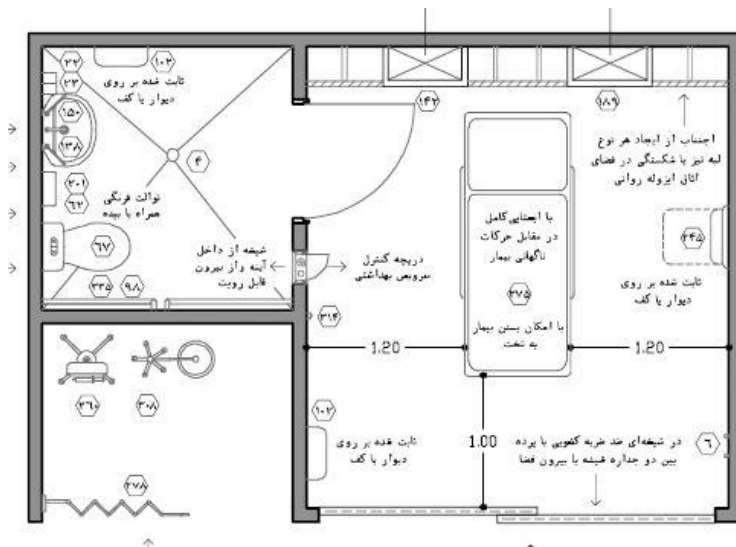 ۱۰۲
ثابت شده بر روی
دیوار یا کف
۲۲
۲۳
۱۵۰
۱۳۸
۲۰۱
۶۲
۴
توالت فرنگی
همراه با بیده
۶۷
۲۳۵
۹۸
شیشه از داخل
آینه و از بیرون
قابل رویت
دریچه کنترل
سرویس بهداشتی
۳۱۴
۱۴۲
۱۸۹
اجتناب از ایجاد هر نوع
لبه تیز یا شکستگی در فضای
اتاق ایزوله روانی
با ایمنی کامل
در مقابل حرکات
ناگهانی بیمار
۲۷۵
با امکان بستن بیمار
به تخت
۲۴۵
ثابت شده بر روی
دیوار یا کف
1.20
1.20
1.00
۲۶۰
۳۰۸
۲۷۸
۱۰۲
ثابت شده بر روی
دیوار یا کف
در شیشه‌ای ضد ضربه کشویی با پرده
بین دو جداره شیشه با بیرون فضا
۶